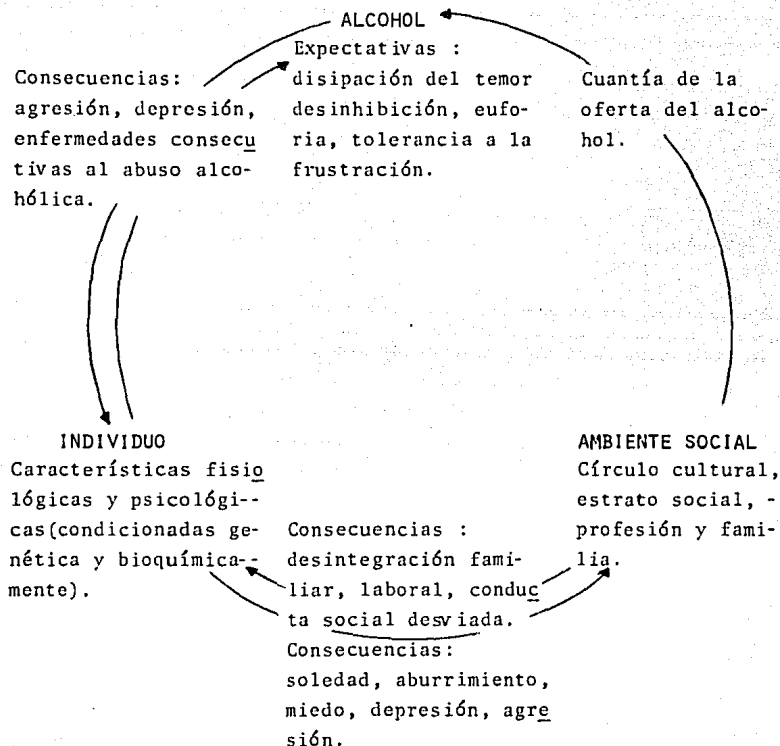 ALCOHOL
Expectativas :
disipación del temor
desinhibición, eufo-
ria, tolerancia a la
frustración.
Consecuencias:
agresión, depresión,
enfermedades consecu
tivas al abuso alco-
hólica.
Cuantía de la
oferta del alco-
hol.
INDIVIDUO
Características fisio
lógicas y psicológi--
cas(condicionadas ge-
nética y bioquímica--
mente).
AMBIENTE SOCIAL
Círculo cultural,
estrato social, -
profesión y fami-
lia.
Consecuencias :
desintegración fami-
liar, laboral, conduc
ta social desviada.
Consecuencias:
soledad, aburrimiento,
miedo, depresión, agre
sión.